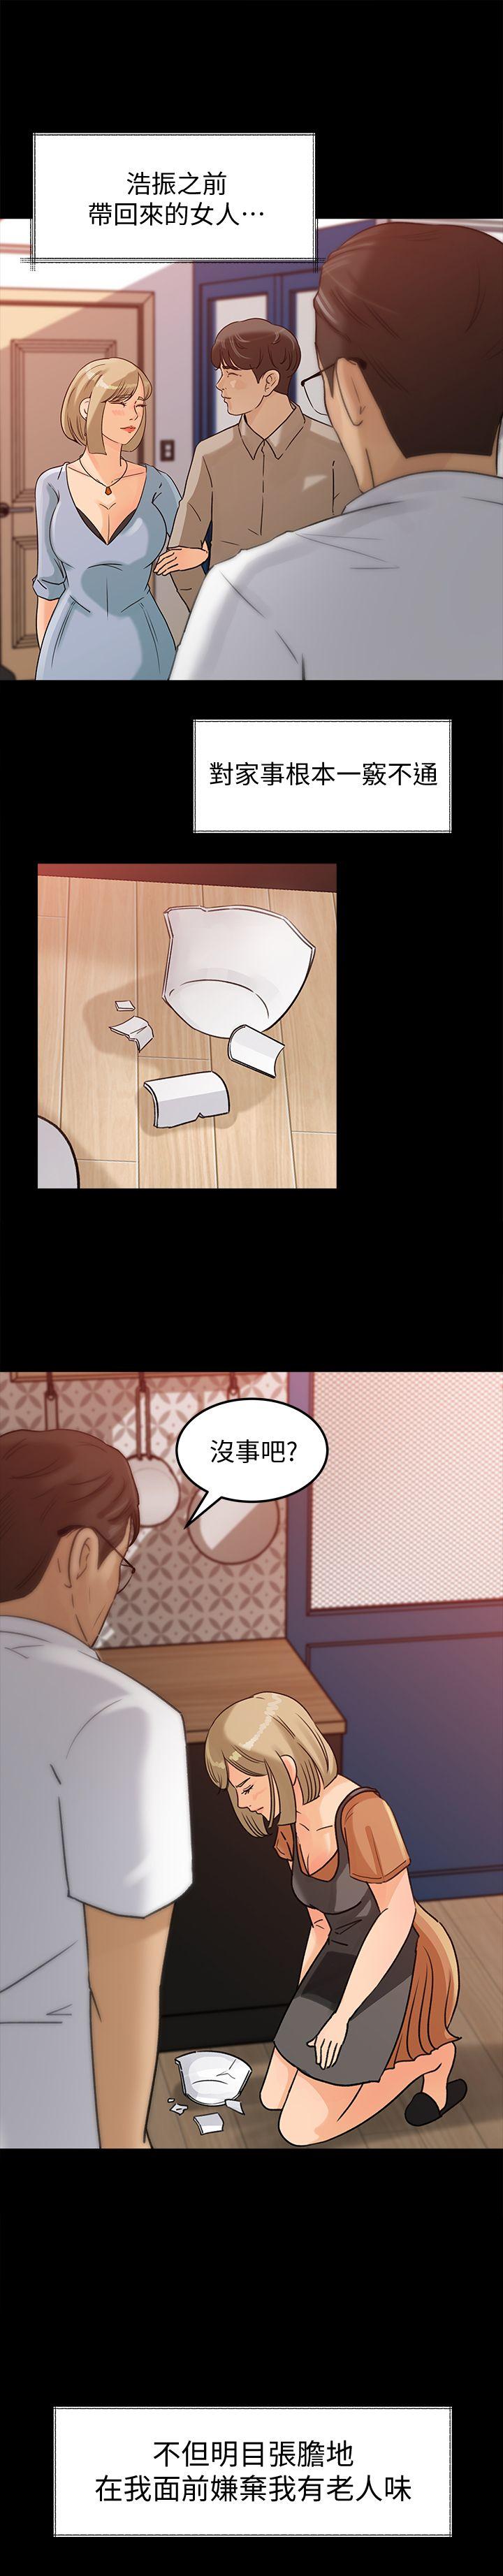 浩振之前
帶回來的女人⋯
對家事根本一竅不通
沒事吧?
不但明目張膽地
在我面前嫌棄我有老人味